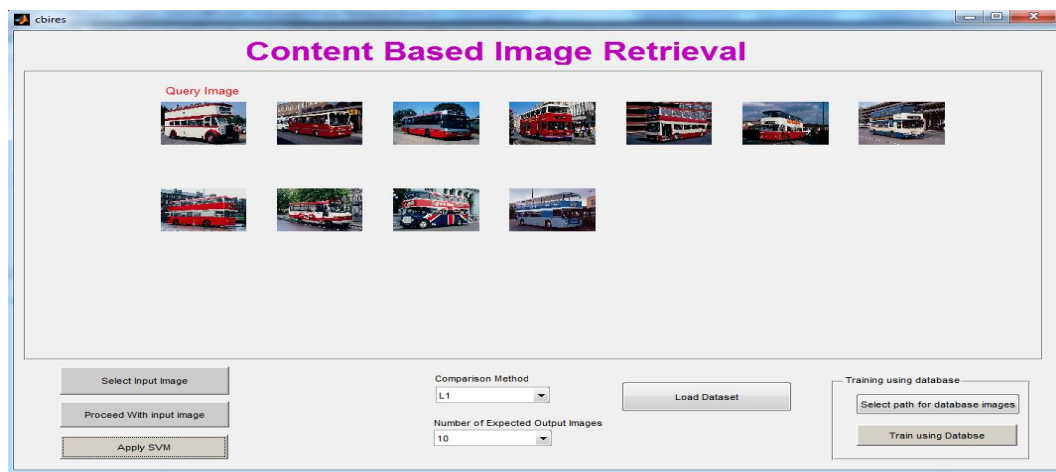 cbires
Content Based Image Retrieval
Query Image
Select Input Image
Proceed With input image
Apply SVM
Comparison Method
L1
Number of Expected Output Images
10
Load Dataset
Training using database
Select path for database images
Train using Databse